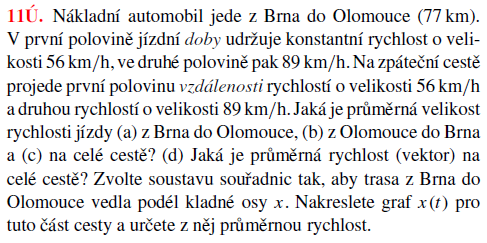 11Ú. Nákladní automobil jede z Brna do Olomouce (77 km).
V první polovině jízdní doby udržuje konstantní rychlost o veli-
kosti 56 km/h, ve druhé polovině pak 89 km/h. Na zpáteční cestě
projede první polovinu vzdálenosti rychlostí o velikosti 56 km/h
a druhou rychlostí o velikosti 89 km/h. Jaká je průměrná velikost
rychlosti jízdy (a) z Brna do Olomouce, (b) z Olomouce do Brna
a (c) na celé cestě? (d) Jaká je průměrná rychlost (vektor) na
celé cestě? Zvolte soustavu souřadnic tak, aby trasa z Brna do
Olomouce vedla podél kladné osy x. Nakreslete graf x(t) pro
tuto část cesty a určete z něj průměrnou rychlost.